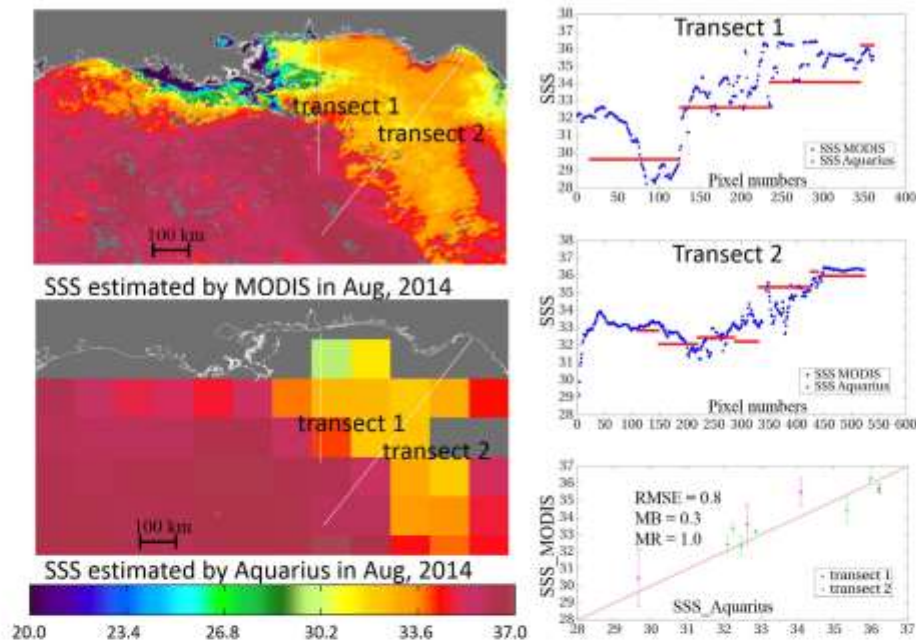 transect 1
transect 2
100 km
SSS estimated by MODIS in Aug, 2014
transect 1
transect 2
100 km
SSS estimated by Aquarius in Aug, 2014
20.0 23.4 26.8 30.2 33.6 37.0
Transect 1
SSS
38
36
35
34
33
32
31
30
29
28
SSS MODIS
SSS Aquarius
0 50 100 150 200 250 300 350 400
Pixel numbers
Transect 2
SSS
38
37
36
35
34
33
32
31
30
29
28
SSS MODIS
SSS Aquarius
0 50 100 150 200 250 300 350 400 450 500 550 600
Pixel numbers
SSS_MODIS
37
36
35
34
33
32
31
30
29
28
RMSE = 0.8
MB = 0.3
MR = 1.0
transect 1
transect 2
SSS_Aquarius
28 29 30 31 32 33 34 35 36 37